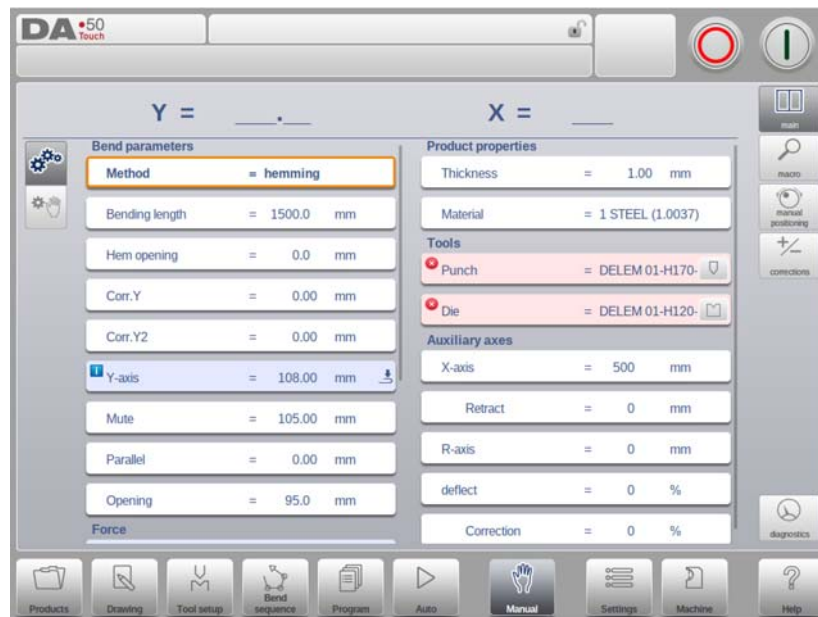 DA•50
Touch
Y = ___.__
X = ___
Bend parameters
Method = hemming
Bending length = 1500.0 mm
Hem opening = 0.0 mm
Corr.Y = 0.00 mm
Corr.Y2 = 0.00 mm
Y-axis = 108.00 mm
Mute = 105.00 mm
Parallel = 0.00 mm
Opening = 95.0 mm
Force
Product properties
Thickness = 1.00 mm
Material = 1 STEEL (1.0037)
Tools
Punch = DELEM 01-H170-
Die = DELEM 01-H120-
Auxiliary axes
X-axis = 500 mm
Retract = 0 mm
R-axis = 0 mm
deflect = 0 %
Correction = 0 %
main
macro
manual
positioning
corrections
diagnostics
Products
Drawing
Tool setup
Bend
sequence
Program
Auto
Manual
Settings
Machine
Help